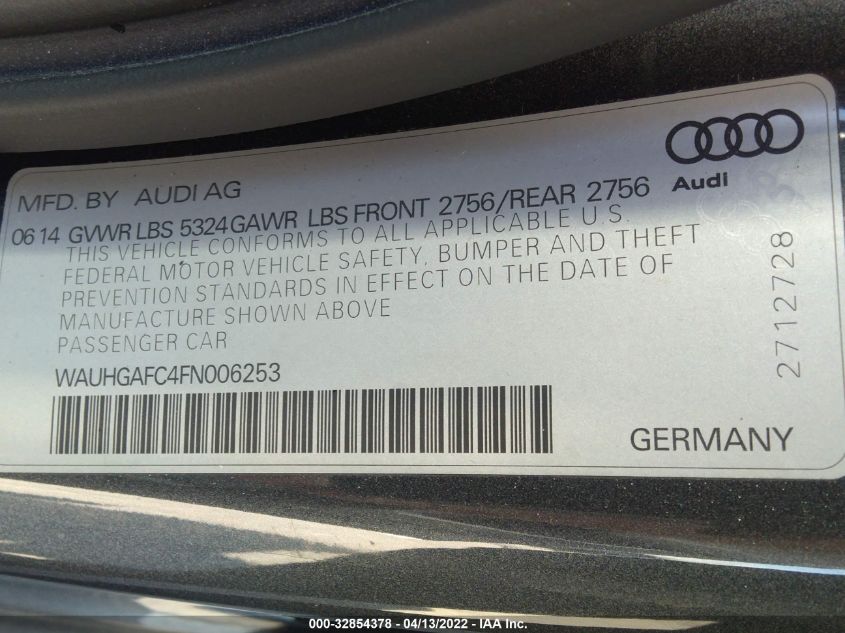 Audi
MFD. BY AUDI AG
06 14 GVWR LBS 5324 GAWR LBS FRONT 2756/REAR 2756
THIS VEHICLE CONFORMS TO ALL APPLICABLE U.S.
FEDERAL MOTOR VEHICLE SAFETY, BUMPER AND THEFT
PREVENTION STANDARDS IN EFFECT ON THE DATE OF
MANUFACTURE SHOWN ABOVE
PASSENGER CAR
WAUHGAFC4FN006253
2712728
GERMANY
000-32854378 - 04/13/2022 - IAA Inc.